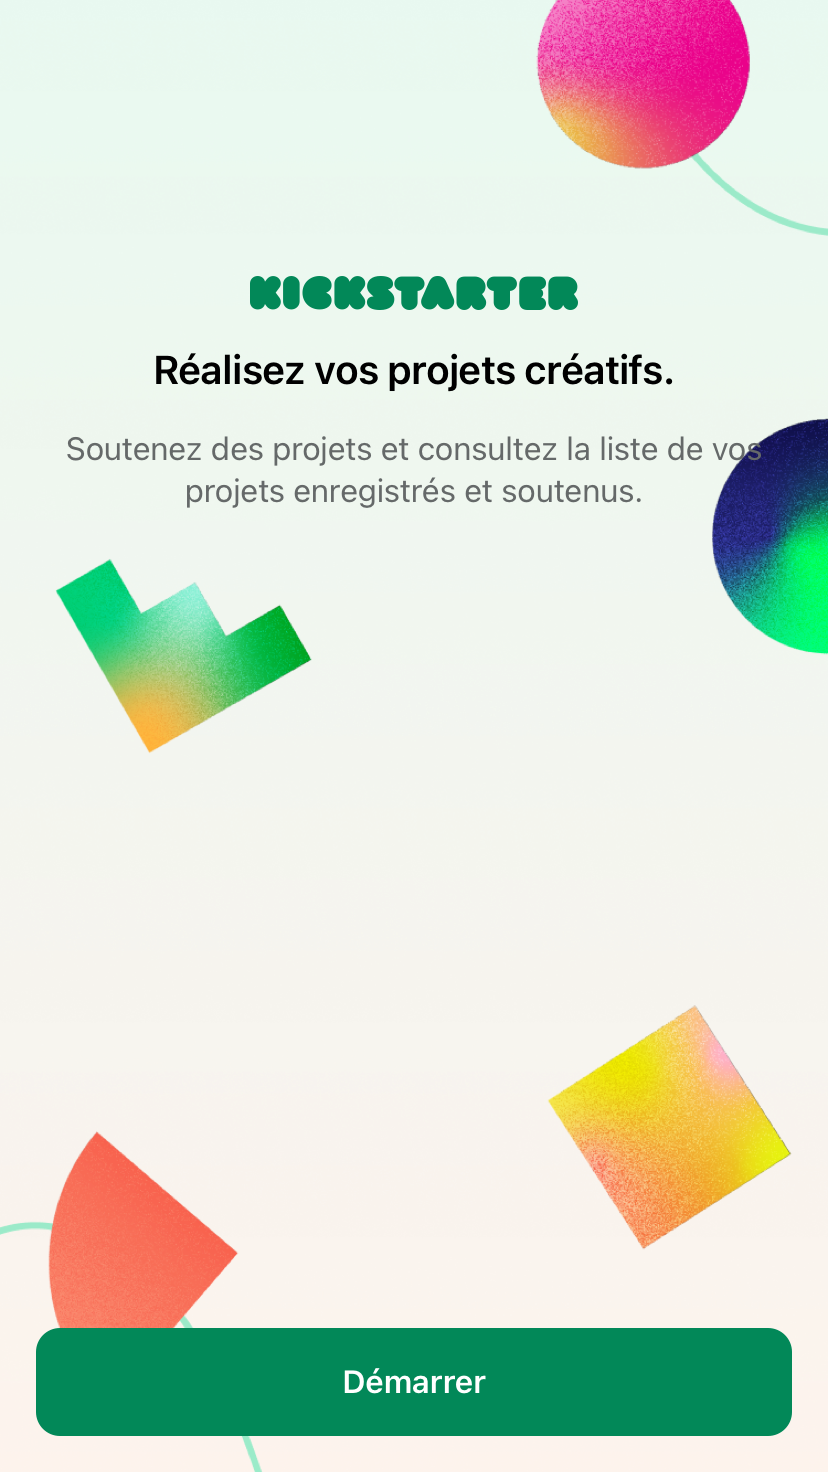 KICKSTARTER
Réalisez vos projets créatifs.
Soutenez des projets et consultez la liste de vos
projets enregistrés et soutenus.
Démarrer